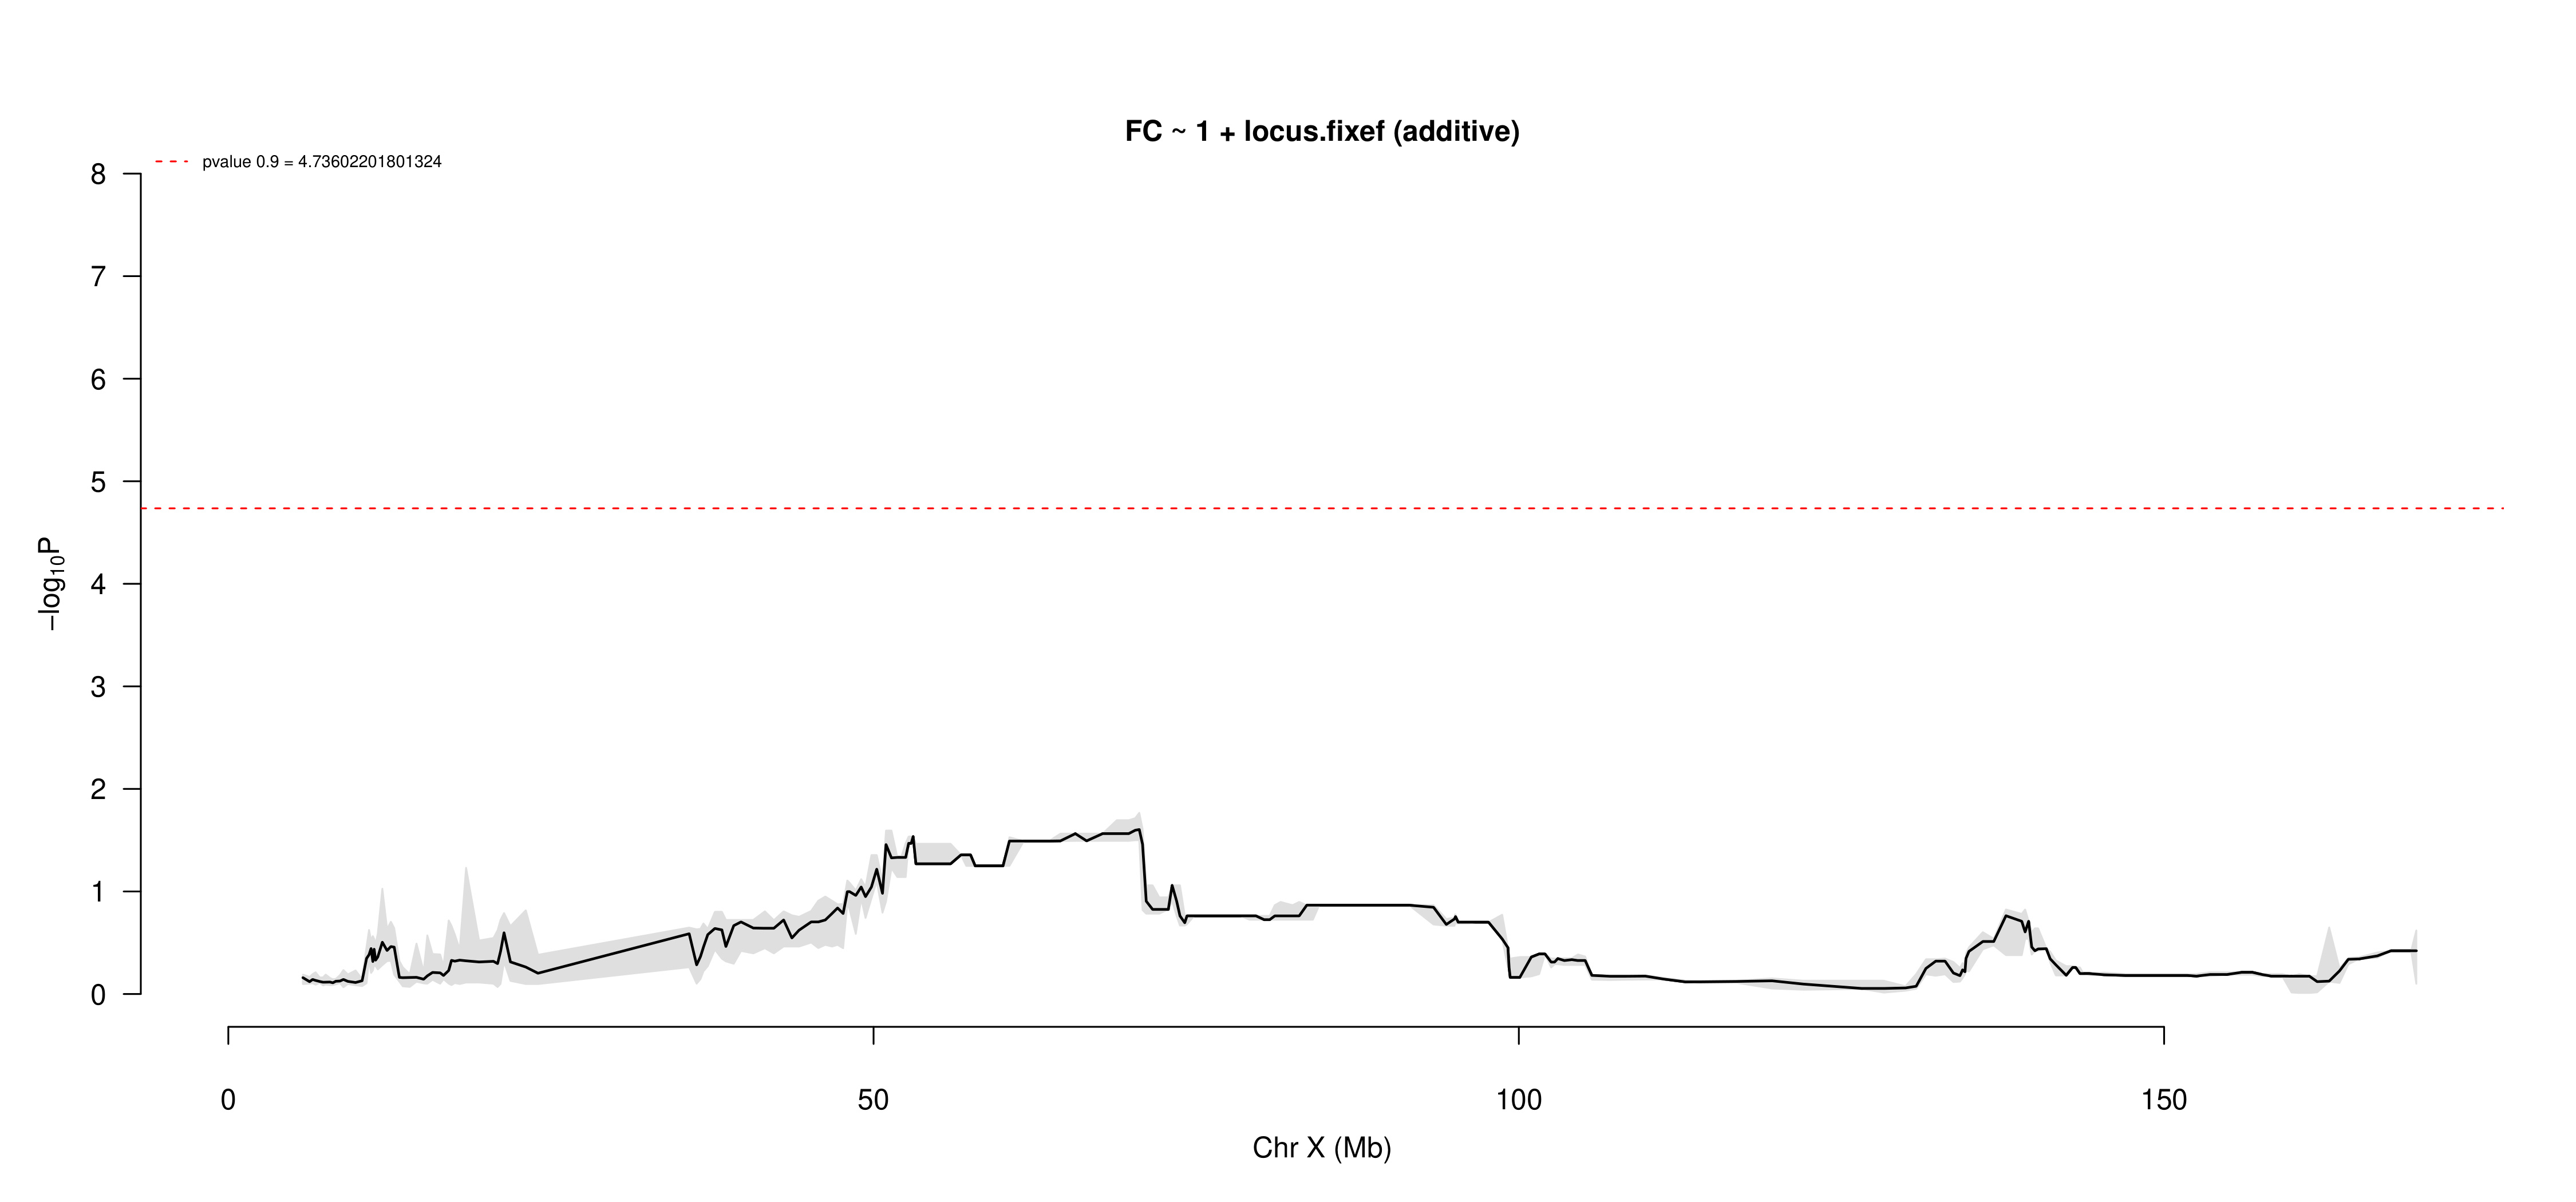 FC ~ 1 + locus.fixef (additive)
pvalue 0.9 = 4.73602201801324
8
7
6
5
4
3
2
1
0
−log10P
0 50 100 150
Chr X (Mb)